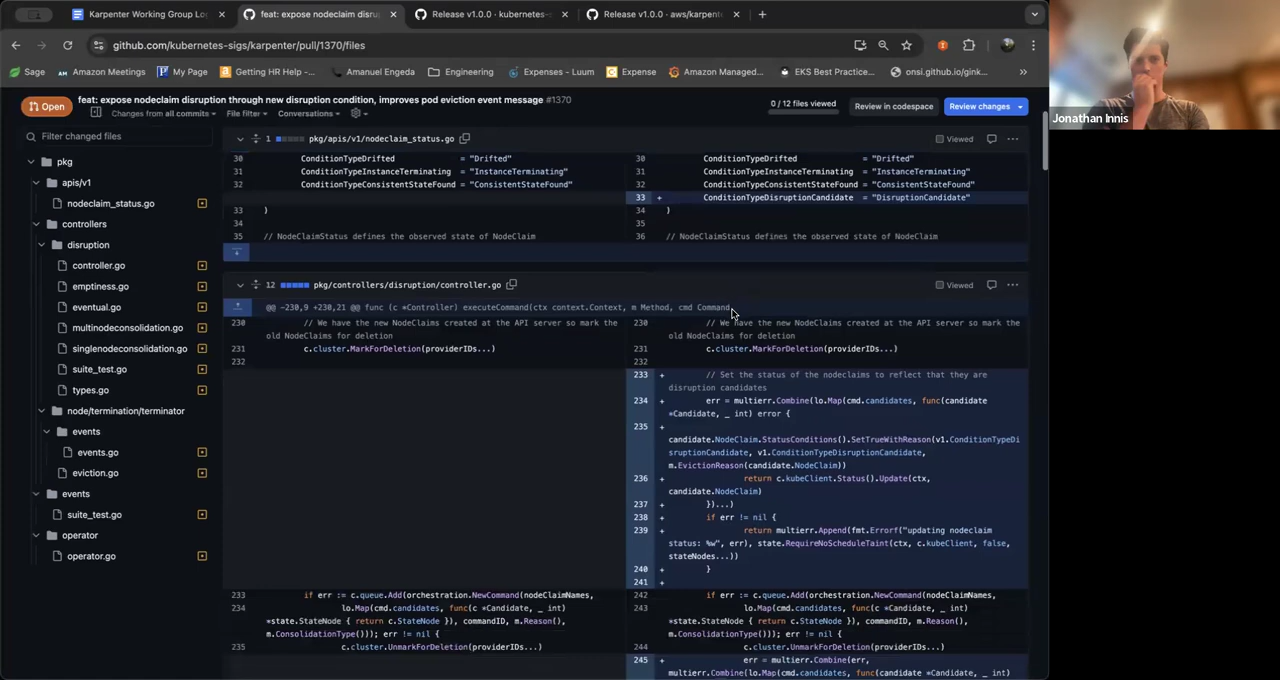 Karpenter Working Group Log
feat: expose nodeclaim disru
Release v1.0.0 · kubernetes-s
Release v1.0.0 · aws/karpente
github.com/kubernetes-sigs/karpenter/pull/1370/files
Sage
Amazon Meetings
My Page
Getting HR Help -...
Amanuel Engeda
Engineering
Expenses - Luum
Expense
Amazon Managed...
EKS Best Practice...
onsi.github.io/gink...
Open
feat: expose nodeclaim disruption through new disruption condition, improves pod eviction event message #1370
Changes from all commits
File filter
Conversations
0 / 12 files viewed
Review in codespace
Review changes
Jonathan Innis
Filter changed files
pkg
apis/v1
nodeclaim_status.go
controllers
disruption
controller.go
emptiness.go
eventual.go
multinodeconsolidation.go
singlenodeconsolidation.go
suite_test.go
types.go
node/termination/terminator
events
events.go
eviction.go
events
suite_test.go
operator
operator.go
1 pkg/apis/v1/nodeclaim_status.go
Viewed
30 ConditionTypeDrifted = "Drifted"
31 ConditionTypeInstanceTerminating = "InstanceTerminating"
32 ConditionTypeConsistentStateFound = "ConsistentStateFound"
33 )
34
35 // NodeClaimStatus defines the observed state of NodeClaim
30 ConditionTypeDrifted = "Drifted"
31 ConditionTypeInstanceTerminating = "InstanceTerminating"
32 ConditionTypeConsistentStateFound = "ConsistentStateFound"
33 + ConditionTypeDisruptionCandidate = "DisruptionCandidate"
34 )
35
36 // NodeClaimStatus defines the observed state of NodeClaim
12 pkg/controllers/disruption/controller.go
Viewed
@@ -230,9 +230,21 @@ func (c *Controller) executeCommand(ctx context.Context, m Method, cmd Command,
230 // We have the new NodeClaims created at the API server so mark the
old NodeClaims for deletion
231 c.cluster.MarkForDeletion(providerIDs...)
232
233 if err := c.queue.Add(orchestration.NewCommand(nodeClaimNames,
234 lo.Map(cmd.candidates, func(c *Candidate, _ int)
*state.StateNode { return c.StateNode }), commandID, m.Reason(),
m.ConsolidationType())); err != nil {
235 c.cluster.UnmarkForDeletion(providerIDs...)
230 // We have the new NodeClaims created at the API server so mark the
old NodeClaims for deletion
231 c.cluster.MarkForDeletion(providerIDs...)
232
233 + // Set the status of the nodeclaims to reflect that they are
disruption candidates
234 + err = multierr.Combine(lo.Map(cmd.candidates, func(candidate
*Candidate, _ int) error {
235 +
candidate.NodeClaim.StatusConditions().SetTrueWithReason(v1.ConditionTypeDi
sruptionCandidate, v1.ConditionTypeDisruptionCandidate,
m.EvictionReason(candidate.NodeClaim))
236 + return c.kubeClient.Status().Update(ctx,
candidate.NodeClaim)
237 + })...)
238 + if err != nil {
239 + return multierr.Append(fmt.Errorf("updating nodeclaim
status: %w", err), state.RequireNoScheduleTaint(ctx, c.kubeClient, false,
stateNodes...))
240 + }
241 +
242 if err := c.queue.Add(orchestration.NewCommand(nodeClaimNames,
243 lo.Map(cmd.candidates, func(c *Candidate, _ int)
*state.StateNode { return c.StateNode }), commandID, m.Reason(),
m.ConsolidationType())); err != nil {
244 c.cluster.UnmarkForDeletion(providerIDs...)
245 + err = multierr.Combine(err,
multierr.Combine(lo.Map(cmd.candidates, func(candidate *Candidate, _ int)